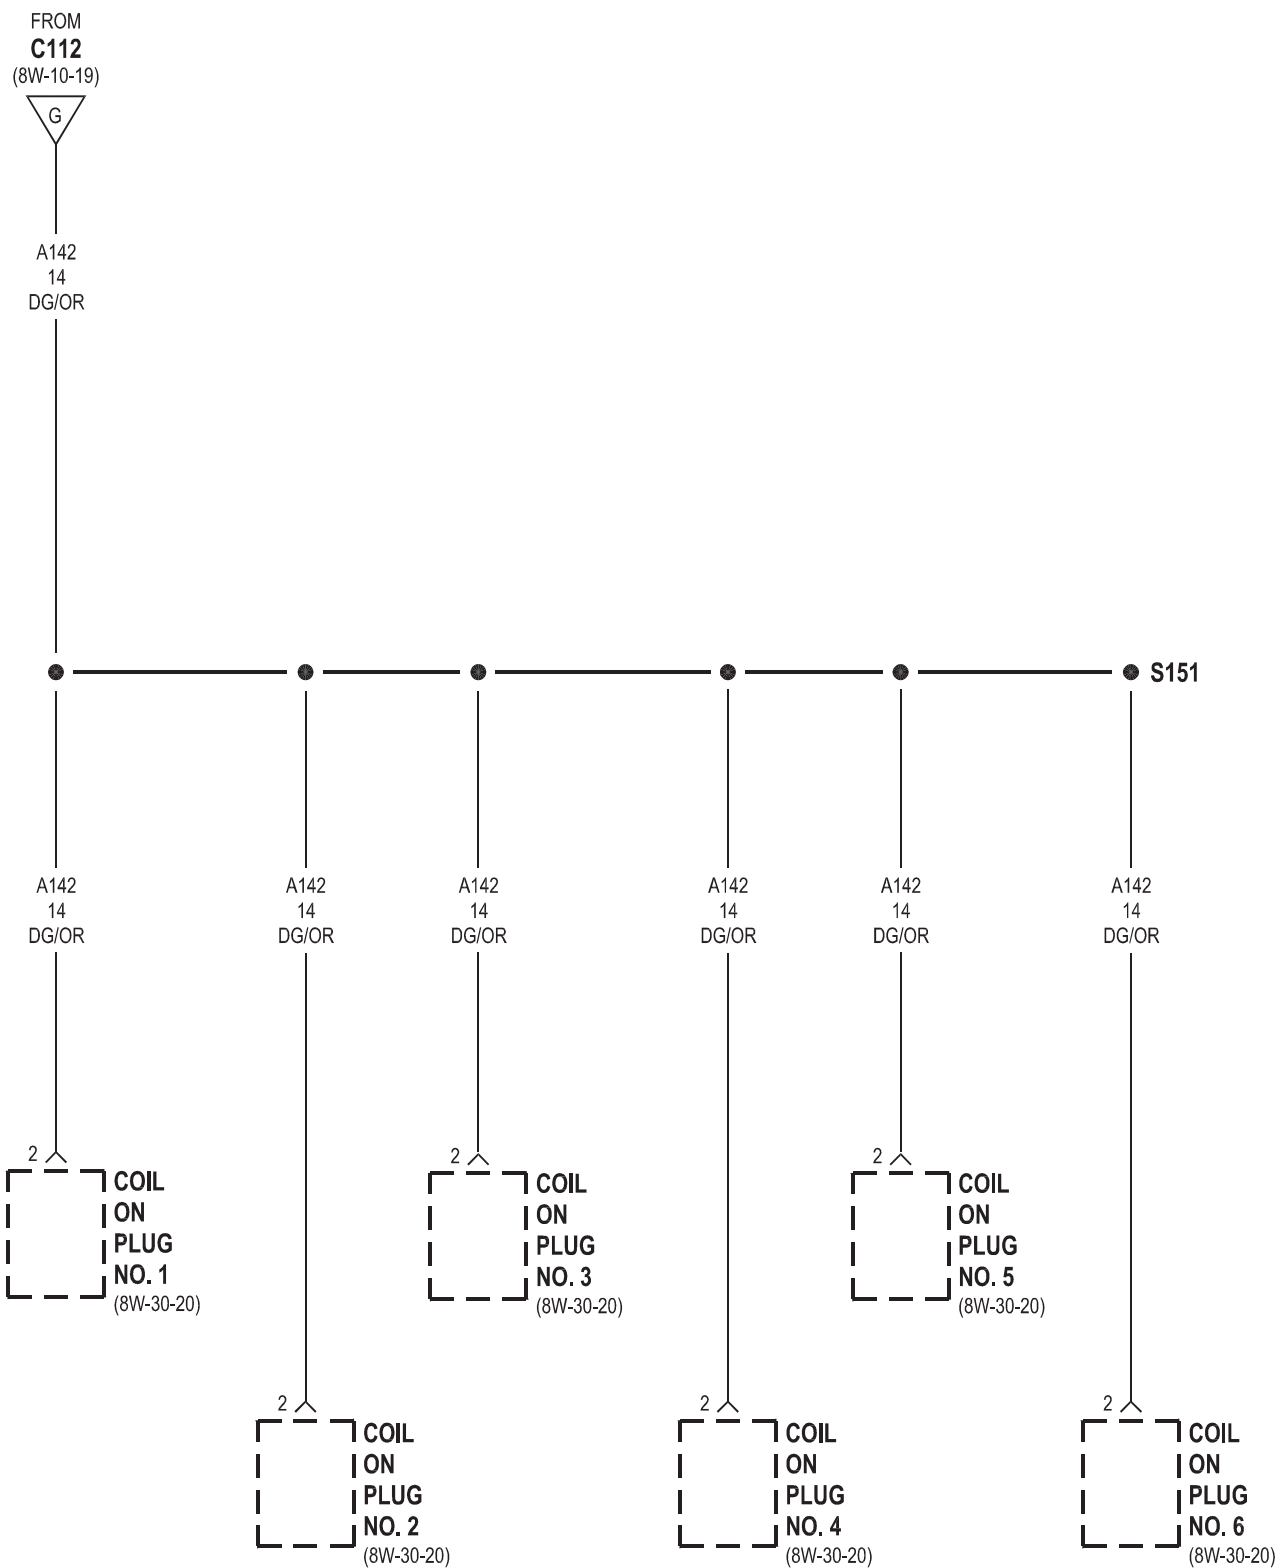 FROM
C112
(8W-10-19)
G
A142
14
DG/OR
S151
A142
14
DG/OR
A142
14
DG/OR
A142
14
DG/OR
A142
14
DG/OR
A142
14
DG/OR
A142
14
DG/OR
2
COIL
ON
PLUG
NO. 1
(8W-30-20)
2
COIL
ON
PLUG
NO. 3
(8W-30-20)
2
COIL
ON
PLUG
NO. 5
(8W-30-20)
2
COIL
ON
PLUG
NO. 2
(8W-30-20)
2
COIL
ON
PLUG
NO. 4
(8W-30-20)
2
COIL
ON
PLUG
NO. 6
(8W-30-20)